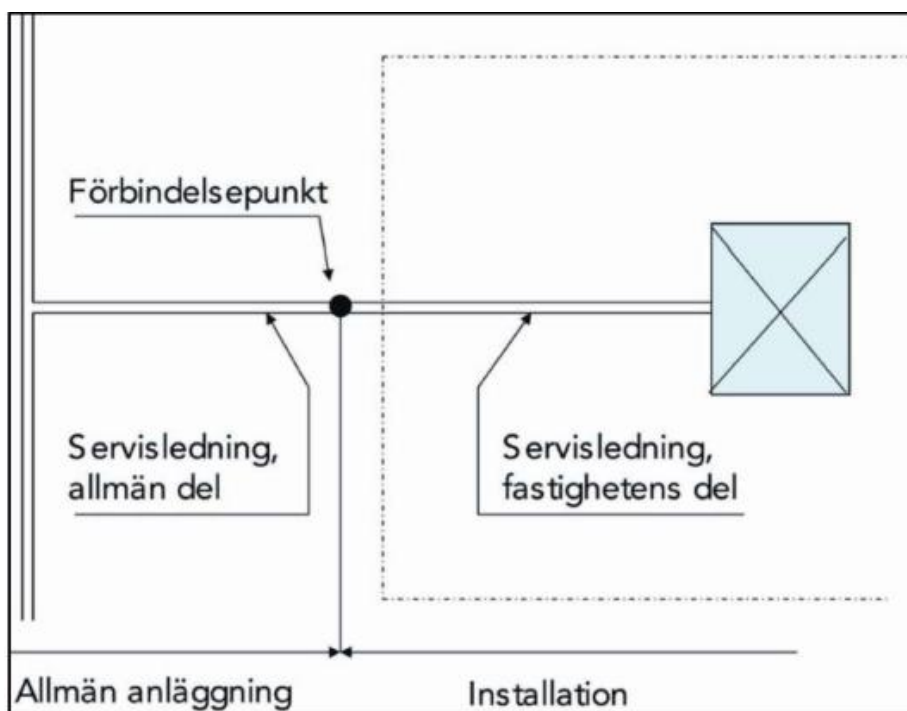 Förbindelsepunkt
Servisledning,
allmän del
Servisledning,
fastighetens del
Allmän anläggning
Installation